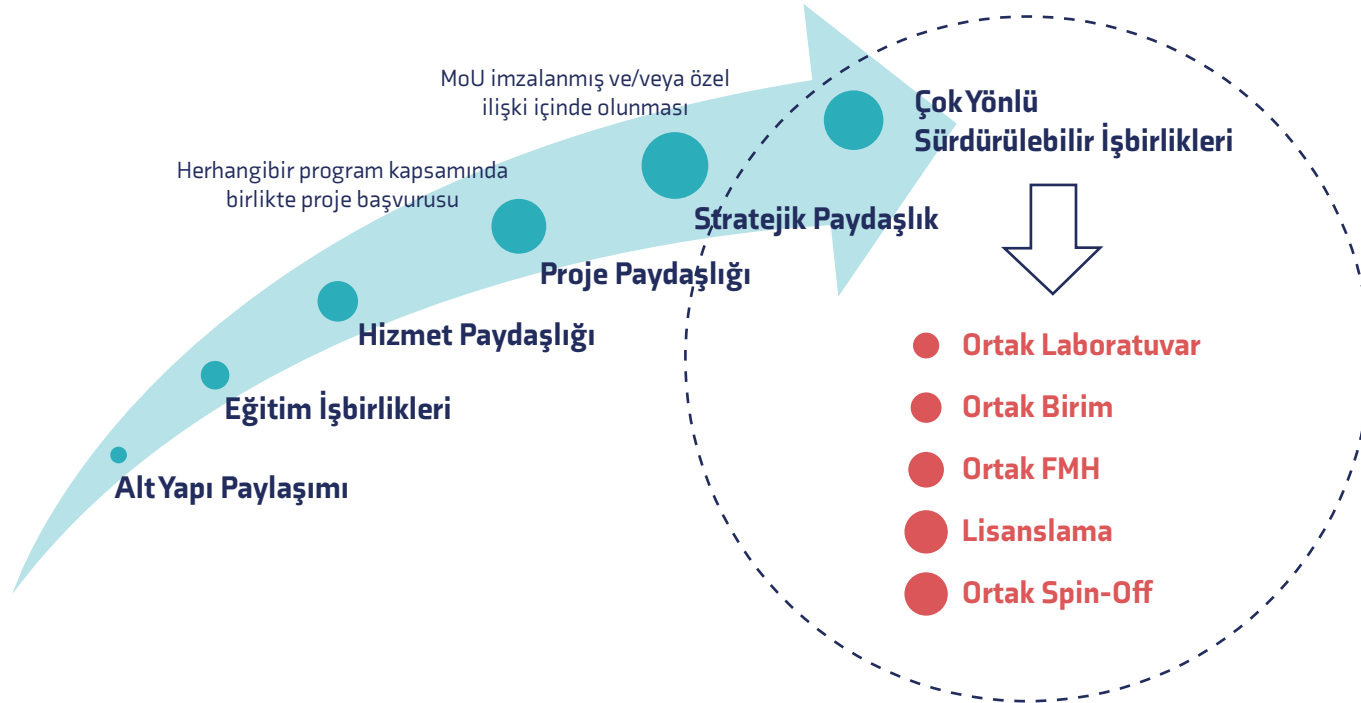 MoU imzalanmış ve/veya özel
ilişki içinde olunması
Çok Yönlü
Sürdürülebilir İşbirlikleri
Herhangibir program kapsamında
birlikte proje başvurusu
Stratejik Paydaşlık
Proje Paydaşlığı
Hizmet Paydaşlığı
Eğitim İşbirlikleri
Alt Yapı Paylaşımı
Ortak Laboratuvar
Ortak Birim
Ortak FMH
Lisanslama
Ortak Spin-Off